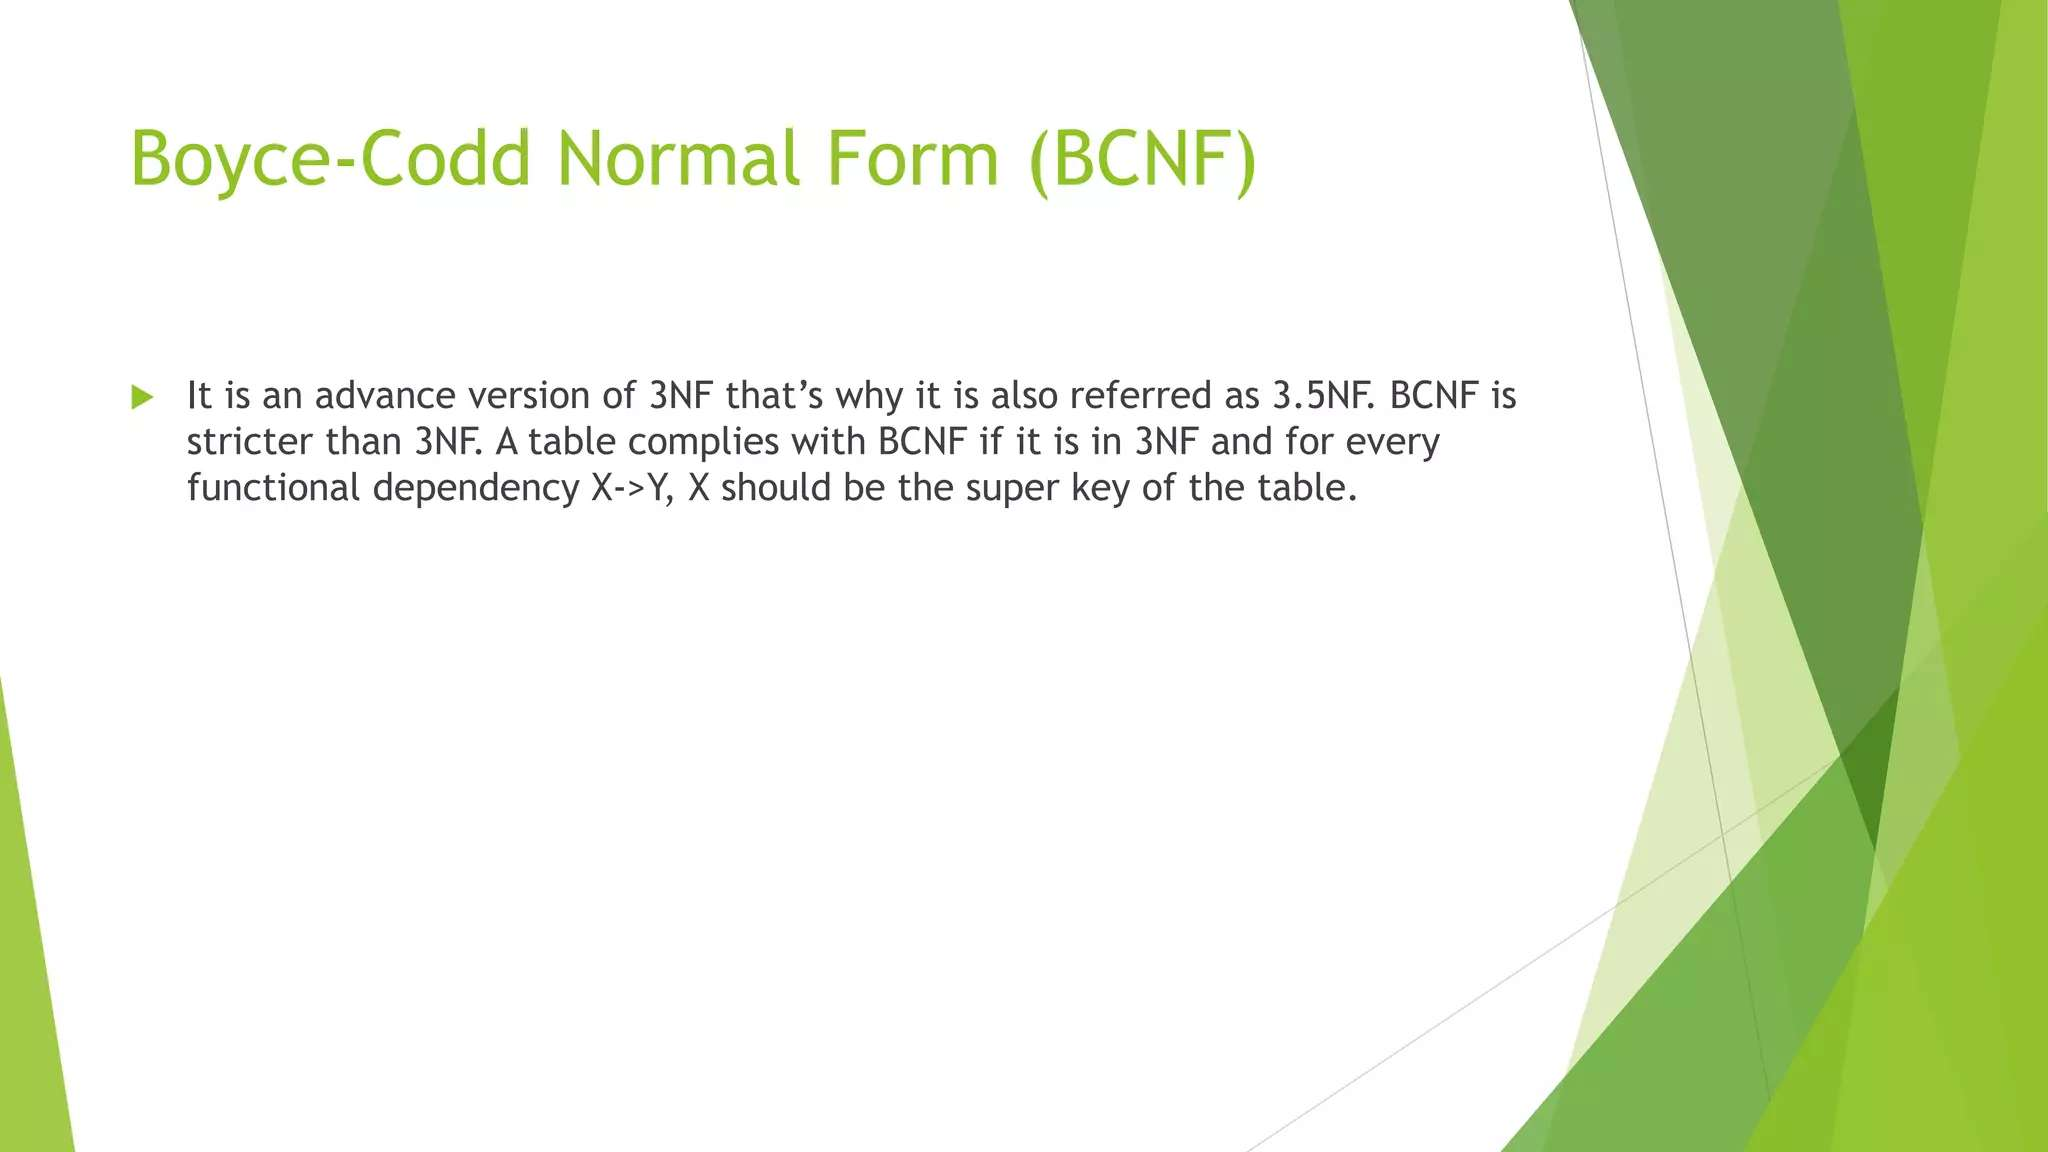 Boyce-Codd Normal Form (BCNF)
It is an advance version of 3NF that’s why it is also referred as 3.5NF. BCNF is
stricter than 3NF. A table complies with BCNF if it is in 3NF and for every
functional dependency X->Y, X should be the super key of the table.